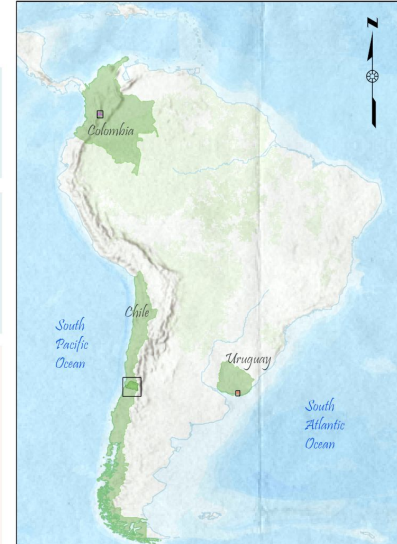 N
Colombia
Chile
South
Pacific
Ocean
Uruguay
South
Atlantic
Ocean